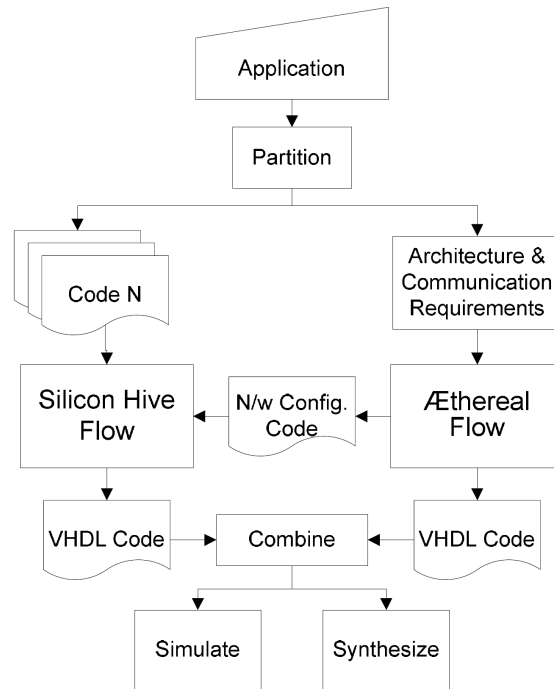 Application
Partition
Code N
Architecture &
Communication
Requirements
Silicon Hive
Flow
N/w Config.
Code
Æthereal
Flow
VHDL Code
Combine
VHDL Code
Simulate
Synthesize